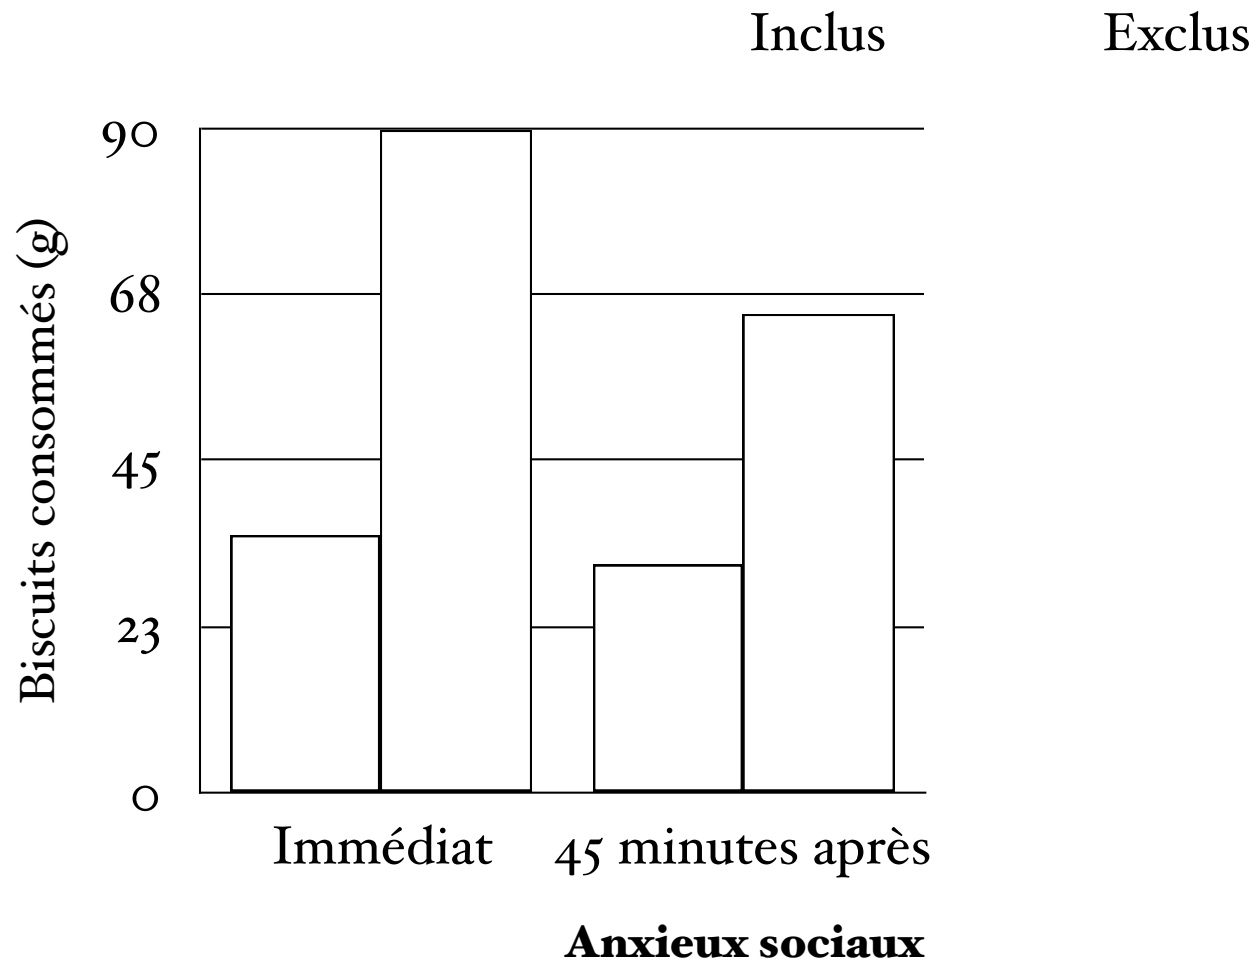 Inclus
Exclus
Biscuits consommés (g)
90
68
45
23
0
Immédiat
45 minutes après
Anxieux sociaux